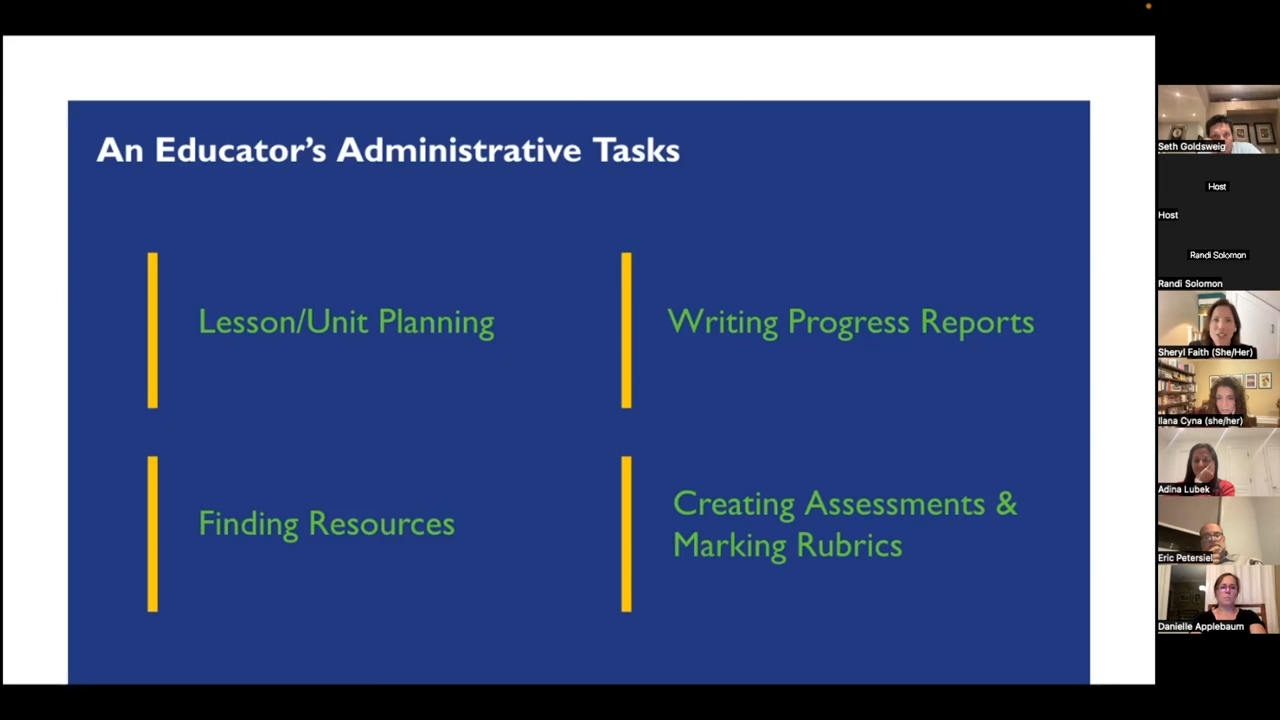 An Educator's Administrative Tasks
Lesson/Unit Planning
Writing Progress Reports
Finding Resources
Creating Assessments &
Marking Rubrics
Seth Goldsweig
Host
Host
Randi Solomon
Randi Solomon
Sheryl Faith (She/Her)
Ilana Cyna (she/her)
Adina Lubek
Eric Petersiel
Danielle Applebaum